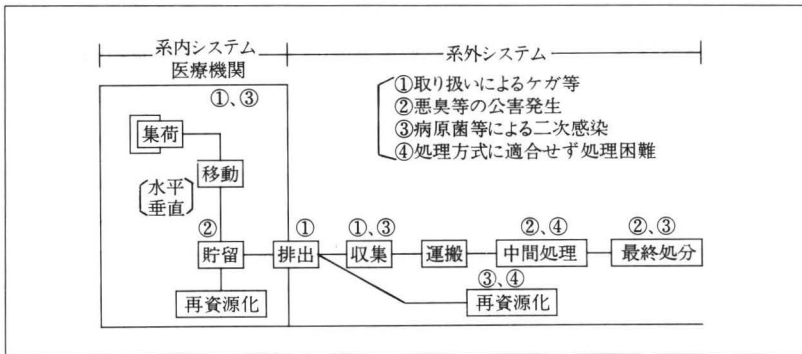 系内システム
系外システム
医療機関
①、③
①取り扱いによるケガ等
②悪臭等の公害発生
③病原菌等による二次感染
④処理方式に適合せず処理困難
集荷
移動
水平
垂直
②
①
①、③
②、④
②、③
貯留
排出
収集
運搬
中間処理
最終処分
③、④
再資源化
再資源化